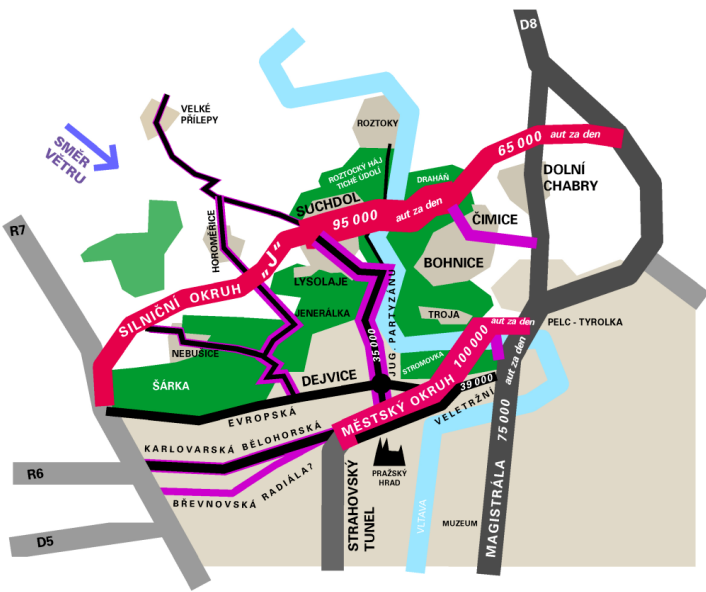 D8
VELKÉ
PŘÍLEPY
ROZTOKY
SMĚR
VĚTRU
65 000 aut za den
ROZTOCKÝ HÁJ
TICHÉ ÚDOLÍ
DRAHÁŇ
DOLNÍ
CHABRY
SUCHDOL
95 000 aut za den
ČIMICE
R7
HOROMĚŘICE
SILNIČNÍ OKRUH „J“
BOHNICE
LYSOLAJE
JENERÁLKA
JUG. PARTYZÁNŮ
TROJA
35 000
100 000 aut za den
PELC - TYROLKA
NEBUŠICE
STROMOVKA
ŠÁRKA
DEJVICE
39 000
VELETRŽNÍ
EVROPSKÁ
MĚSTSKÝ OKRUH
KARLOVARSKÁ BĚLOHORSKÁ
R6
BŘEVNOVSKÁ RADIÁLA?
PRAŽSKÝ
HRAD
STRAHOVSKÝ
TUNEL
VLTAVA
MUZEUM
MAGISTRÁLA 75 000 aut za den
D5